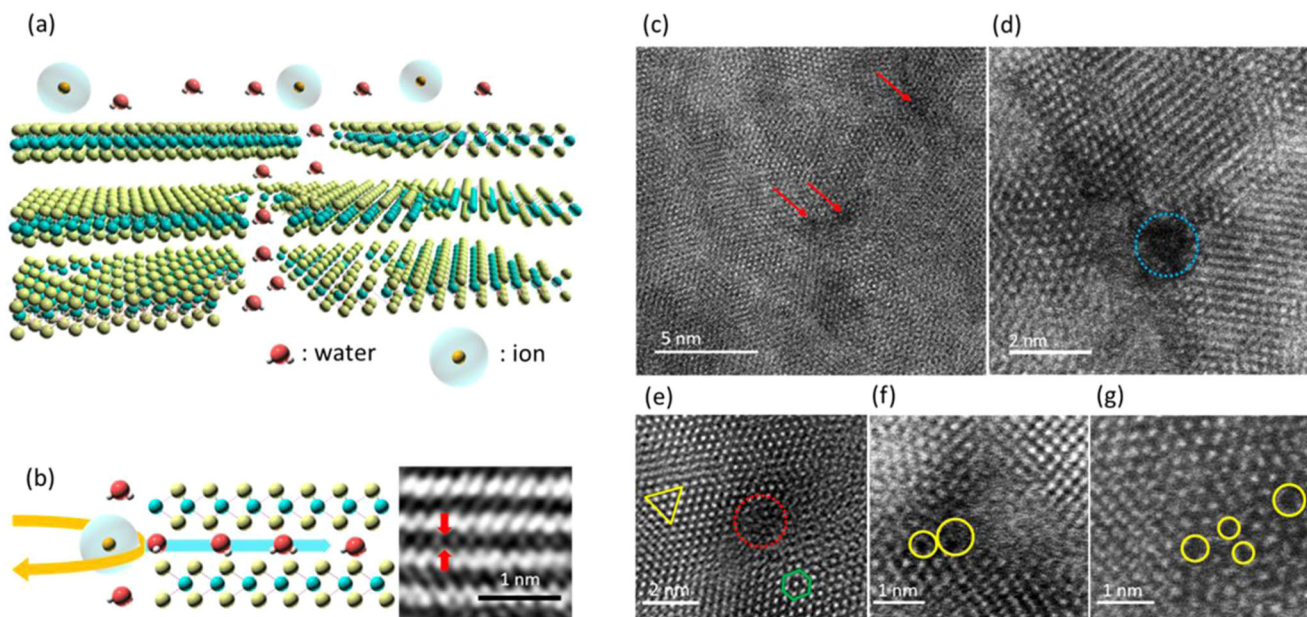 (a)
: water
: ion
(b)
1 nm
(c)
5 nm
(d)
2 nm
(e)
2 nm
(f)
1 nm
(g)
1 nm